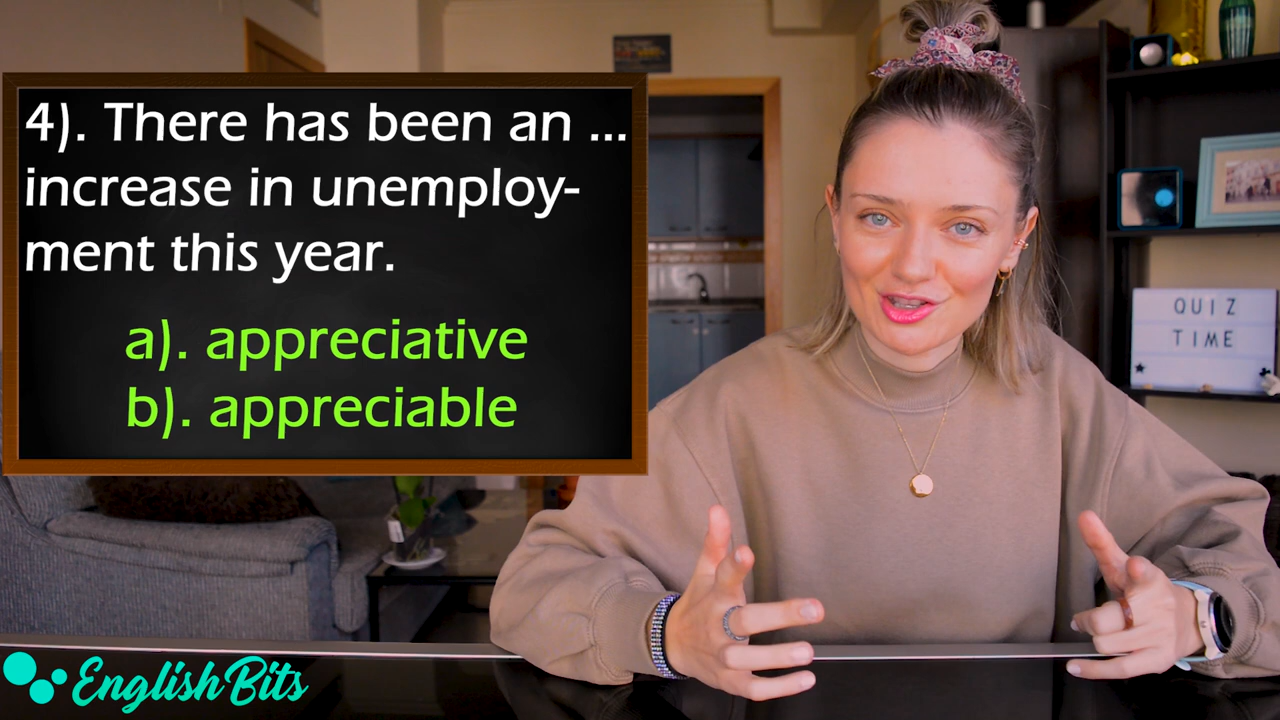 4). There has been an ...
increase in unemploy-
ment this year.
a). appreciative
b). appreciable
QUIZ
TIME
EnglishBits